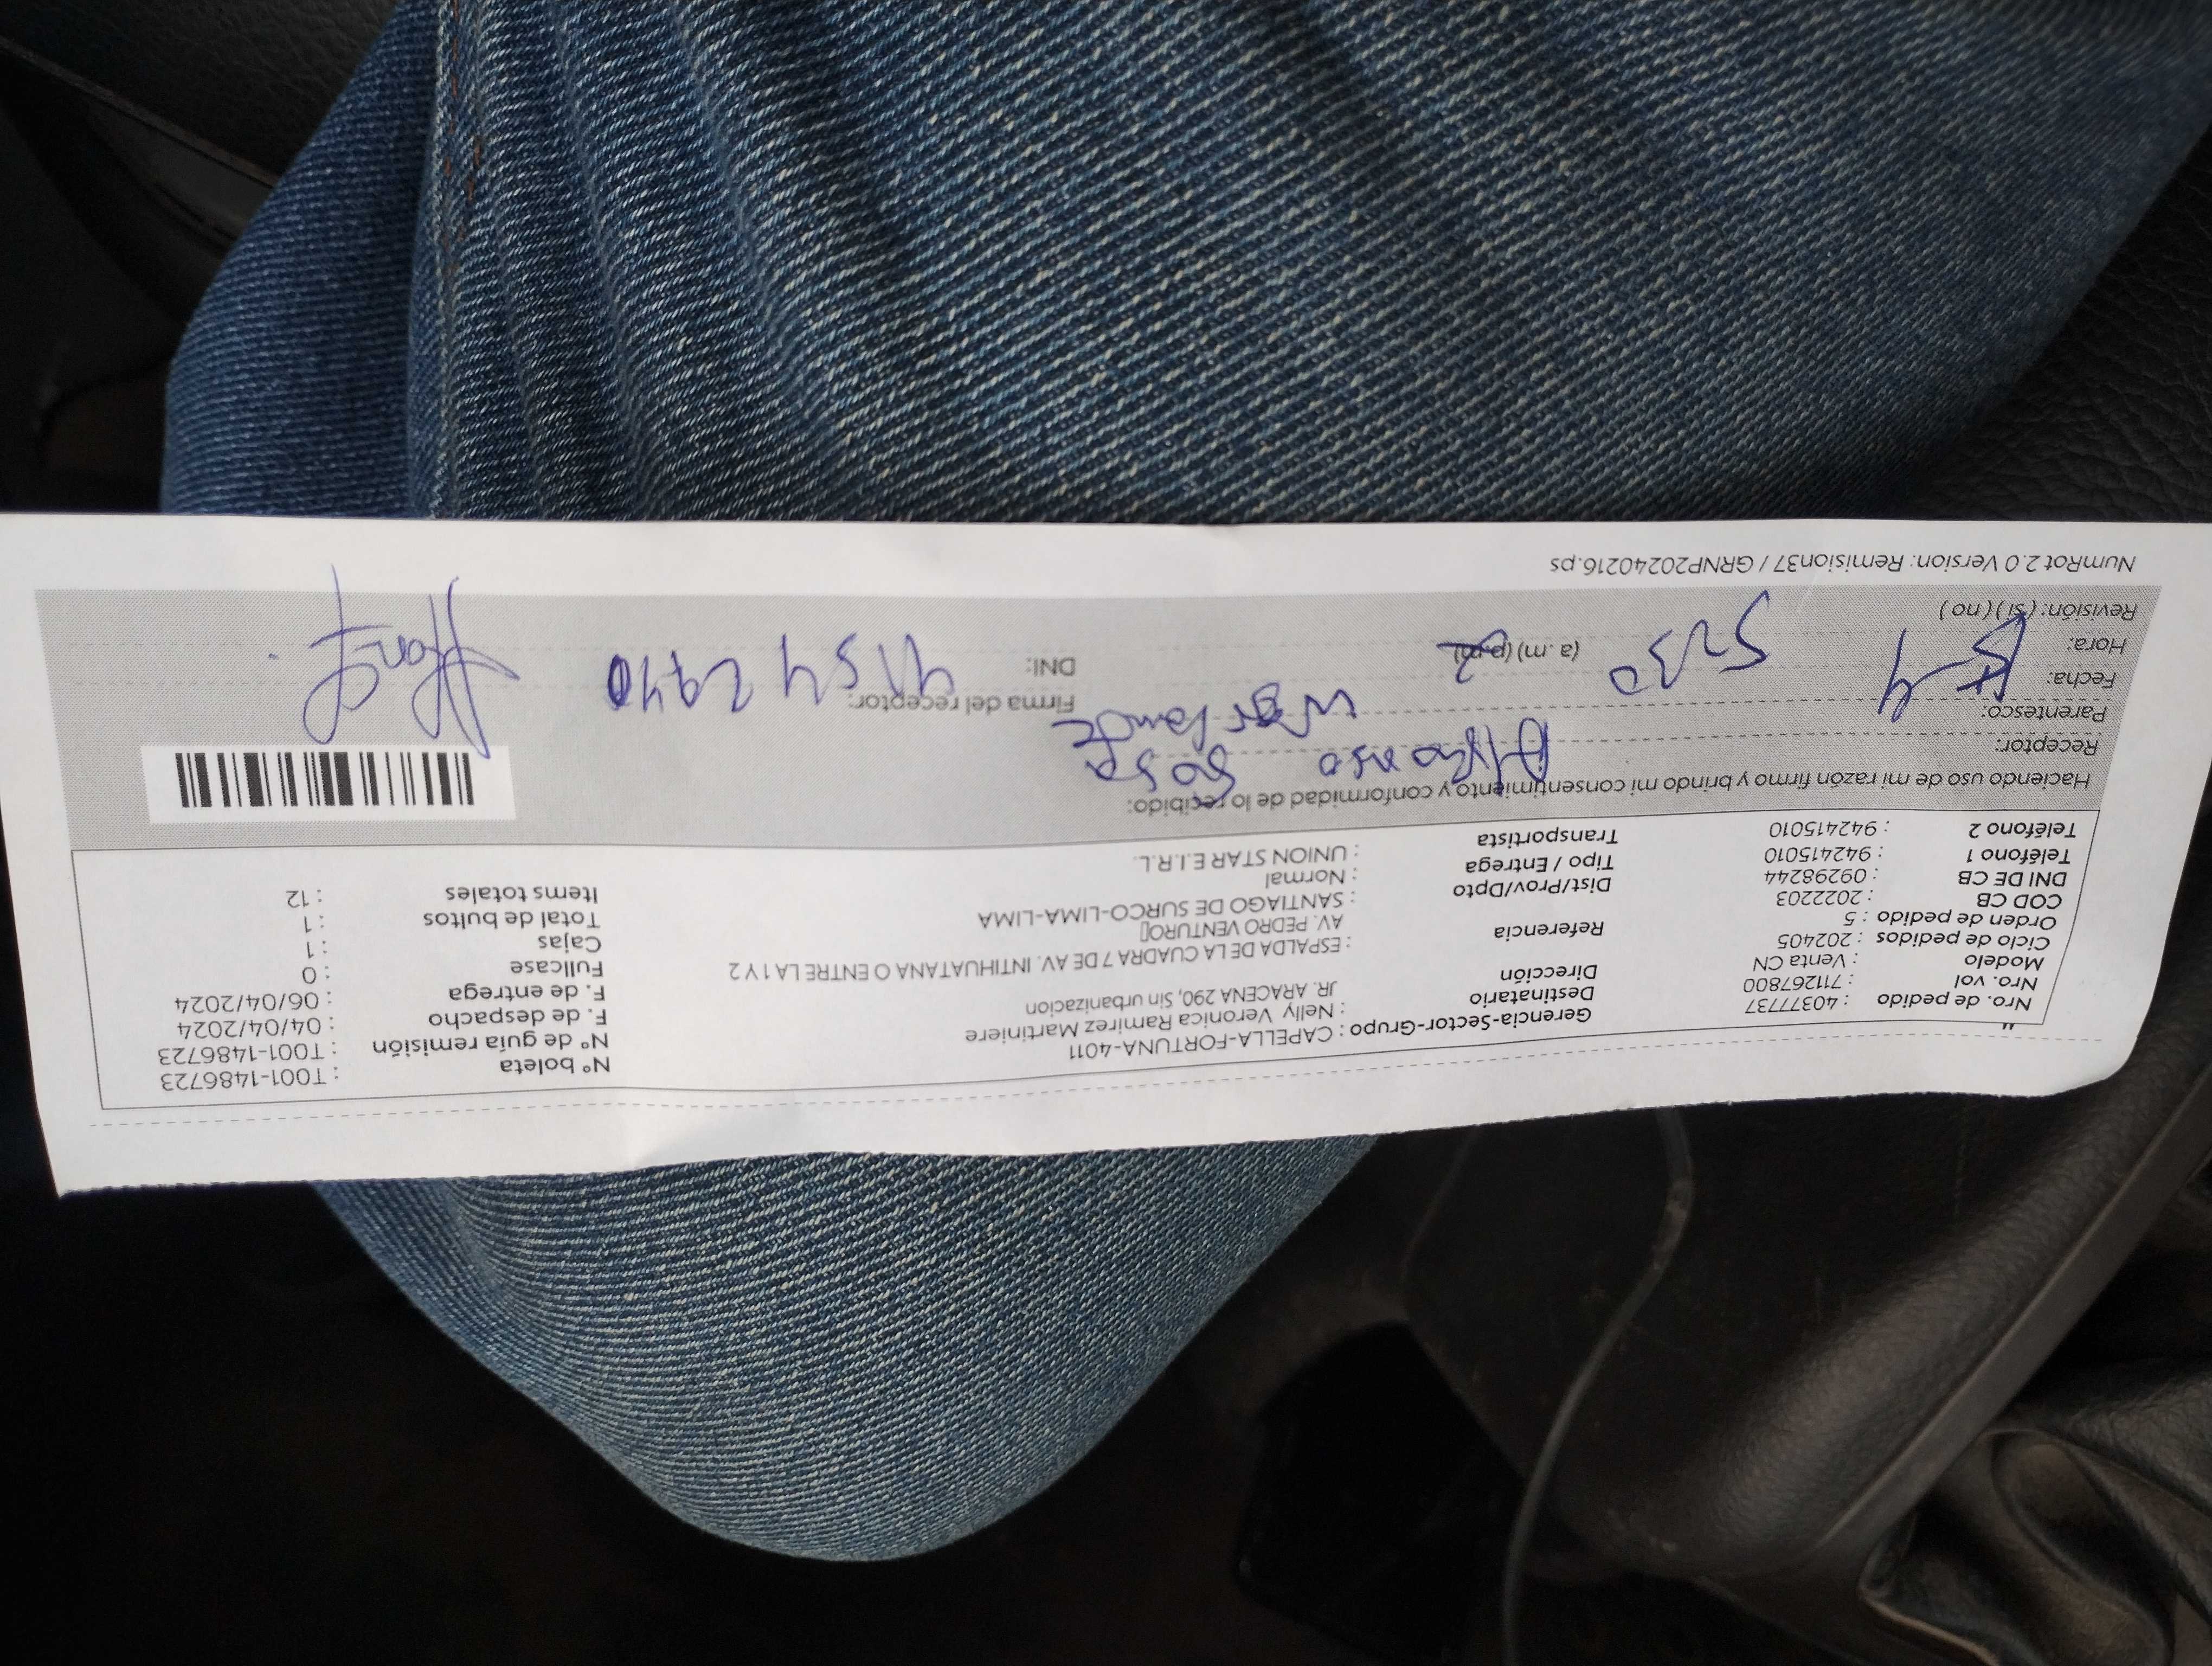 Nº boleta : T001-1486723
Nº de guía remisión : T001-1486723
F. de despacho : 04/04/2024
F. de entrega : 06/04/2024
Fullcase : 0
Cajas : 1
Total de bultos : 1
Items totales : 12
Gerencia-Sector-Grupo : CAPELLA-FORTUNA-4011
Destinatario : Nelly Veronica Ramirez Martiniere
Dirección JR. ARACENA 290, Sin urbanizacion
Referencia : ESPALDA DE LA CUADRA 7 DE AV. INTIHUATANA O ENTRE LA 1 Y 2
AV. PEDRO VENTURO
Dist/Prov/Dpto : SANTIAGO DE SURCO-LIMA-LIMA
Tipo / Entrega : Normal
Transportista : UNION STAR E.I.R.L.
Nro. de pedido : 40377737
Nro. vol. : 711267800
Modelo : Venta CN
Ciclo de pedidos : 202405
Orden de pedido : 5
COD CB : 2022203
DNI DE CB : 09298244
Teléfono 1 : 942415010
Teléfono 2 : 942415010
Haciendo uso de mi razón firmo y brindo mi consentimiento y conformidad de lo recibido:
Receptor: Alfonso Sosa
Parentesco:
Fecha:
Hora: 5230 (a.m) (p.m)
Revisión: (si) (no)
Firma del receptor:
DNI:
NumRot 2.0 Version: Remision37 / GRNP20240216.ps